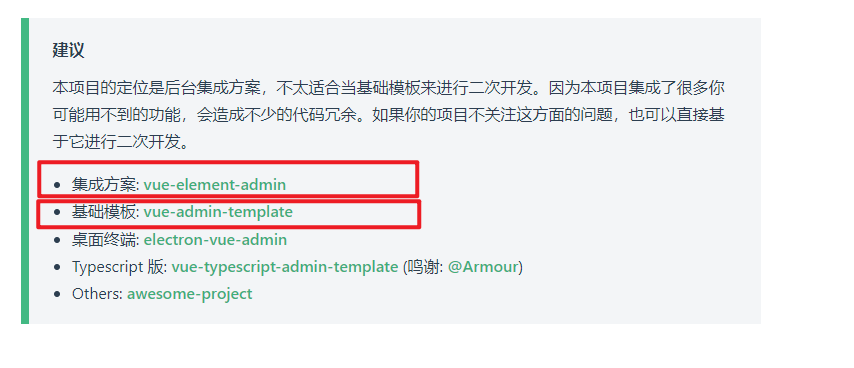 建议
本项目的定位是后台集成方案，不太适合当基础模板来进行二次开发。因为本项目集成了很多你
可能用不到的功能，会造成不少的代码冗余。如果你的项目不关注这方面的问题，也可以直接基
于它进行二次开发。
集成方案: vue-element-admin
基础模板: vue-admin-template
桌面终端: electron-vue-admin
Typescript 版: vue-typescript-admin-template (鸣谢: @Armour)
Others: awesome-project